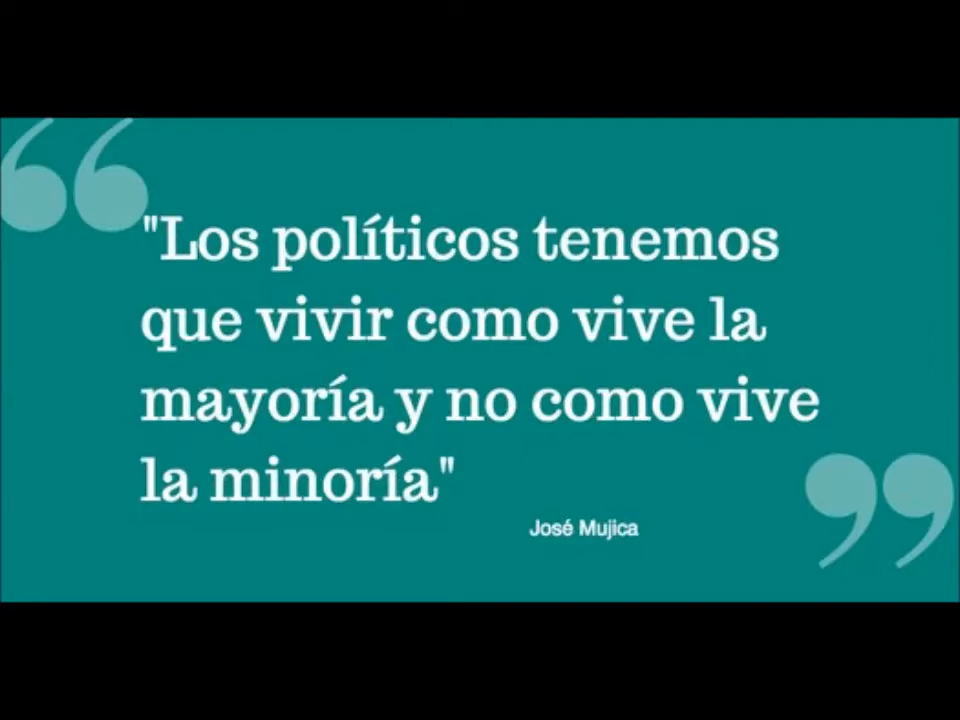 "Los políticos tenemos
que vivir como vive la
mayoría y no como vive
la minoría"
José Mujica